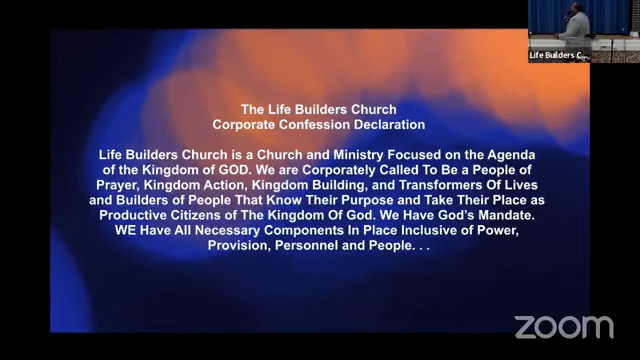 Life Builders C...
The Life Builders Church
Corporate Confession Declaration
Life Builders Church is a Church and Ministry Focused on the Agenda
of the Kingdom of GOD. We are Corporately Called To Be a People of
Prayer, Kingdom Action, Kingdom Building, and Transformers Of Lives
and Builders of People That Know Their Purpose and Take Their Place as
Productive Citizens of The Kingdom Of God. We Have God's Mandate.
WE Have All Necessary Components In Place Inclusive of Power,
Provision, Personnel and People. . .
zoom